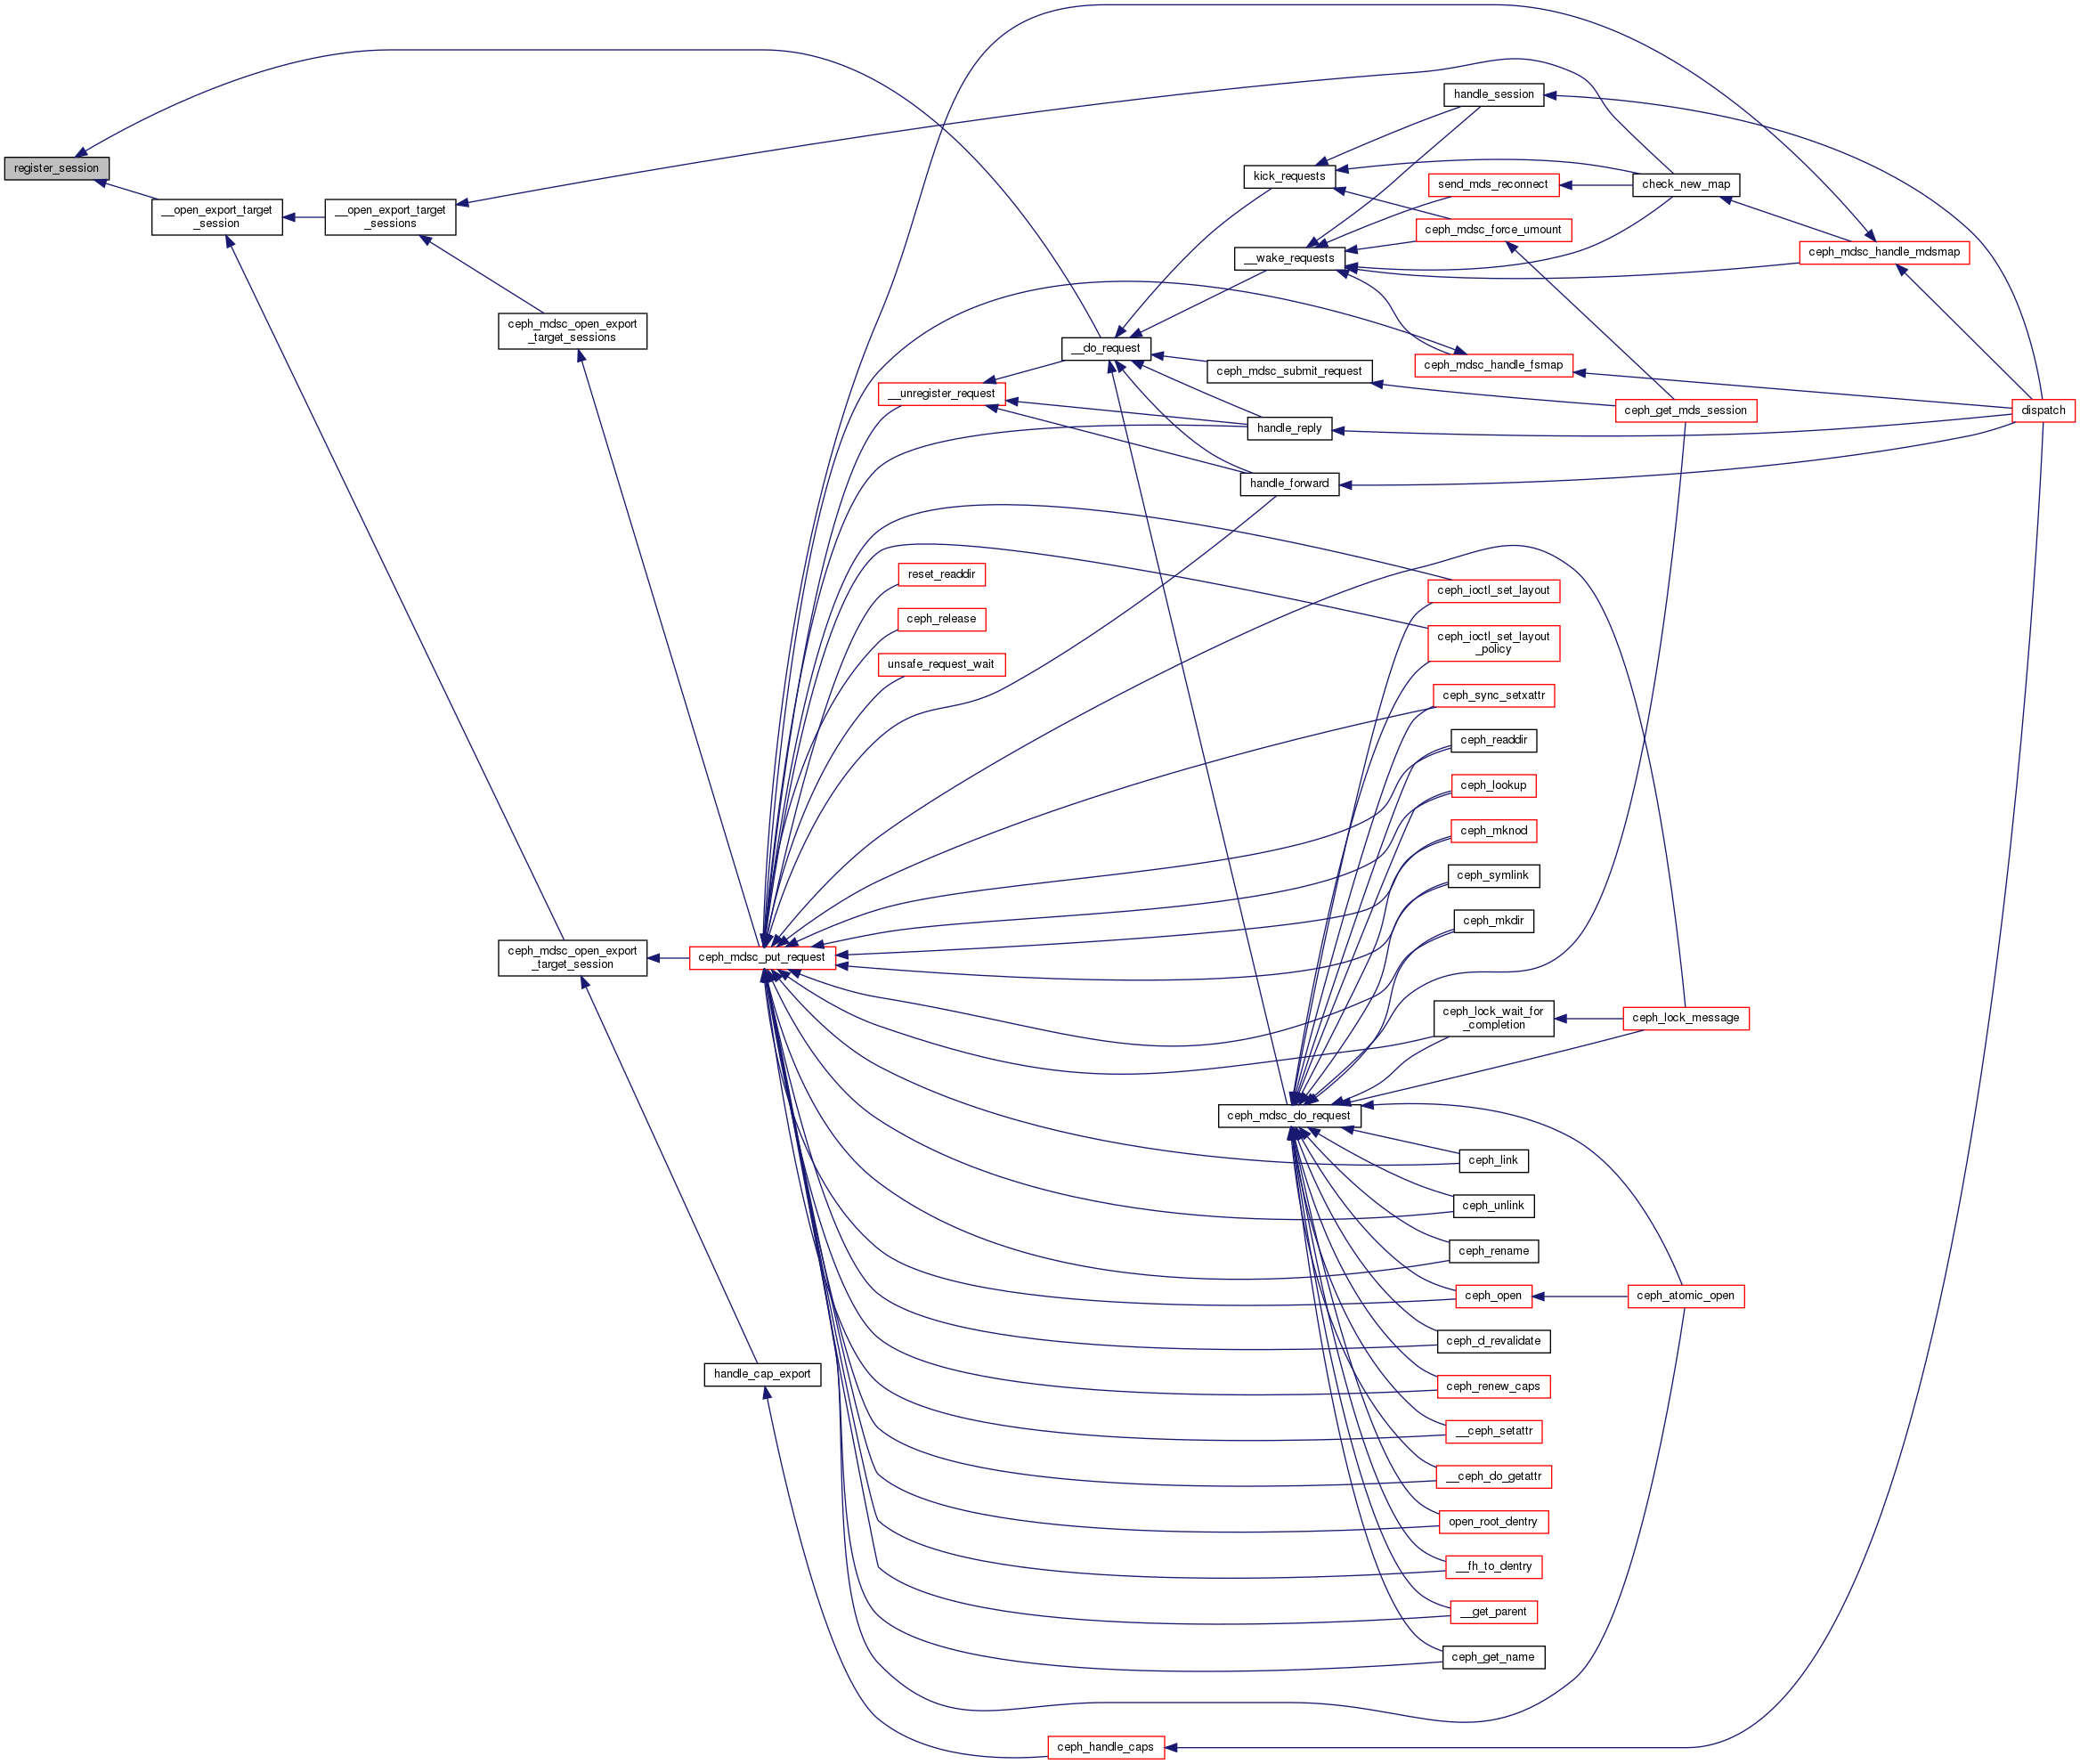 register_session
__open_export_target
_session
__open_export_target
_sessions
ceph_mdsc_open_export
_target_sessions
ceph_mdsc_open_export
_target_session
ceph_mdsc_put_request
handle_cap_export
__unregister_request
reset_readdir
ceph_release
unsafe_request_wait
ceph_handle_caps
__do_request
kick_requests
__wake_requests
ceph_mdsc_submit_request
handle_reply
handle_forward
ceph_mdsc_do_request
handle_session
send_mds_reconnect
ceph_mdsc_force_umount
ceph_mdsc_handle_fsmap
ceph_ioctl_set_layout
ceph_ioctl_set_layout
_policy
ceph_sync_setxattr
ceph_readdir
ceph_lookup
ceph_mknod
ceph_symlink
ceph_mkdir
ceph_lock_wait_for
_completion
ceph_link
ceph_unlink
ceph_rename
ceph_open
ceph_d_revalidate
ceph_renew_caps
__ceph_setattr
__ceph_do_getattr
open_root_dentry
__fh_to_dentry
__get_parent
ceph_get_name
check_new_map
ceph_get_mds_session
ceph_lock_message
ceph_atomic_open
ceph_mdsc_handle_mdsmap
dispatch